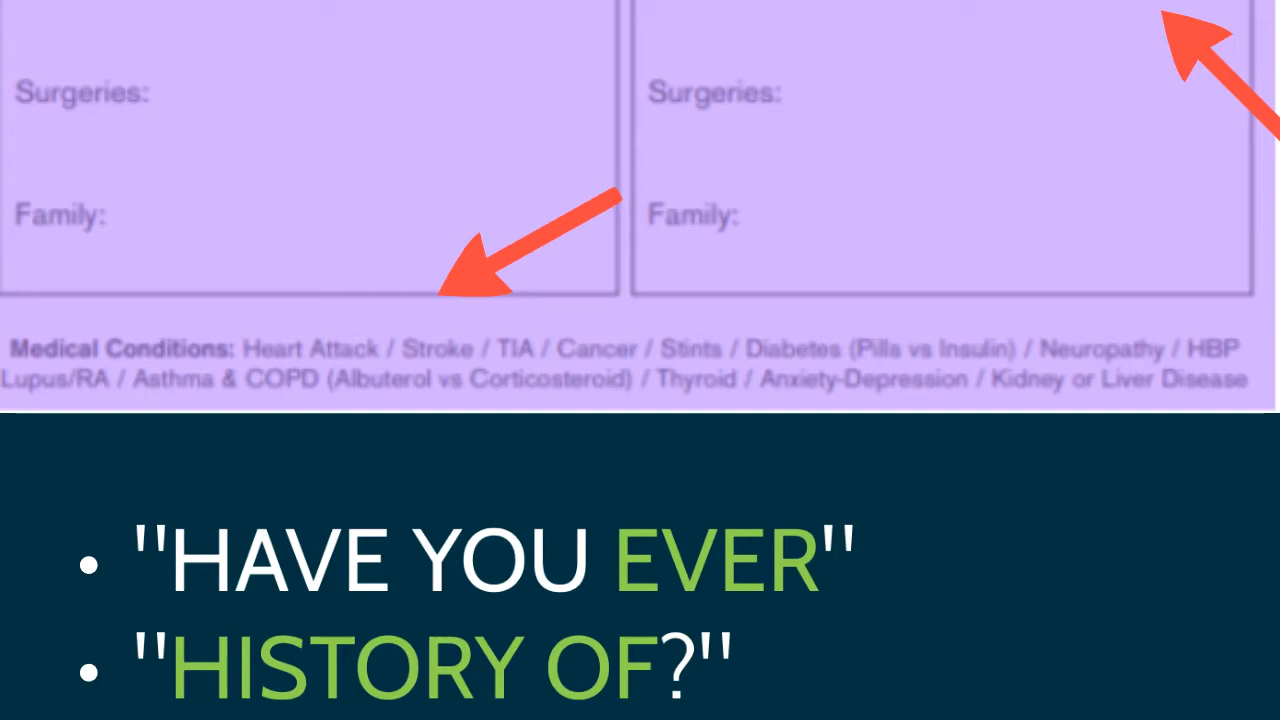 Surgeries: Surgeries:
Family: Family:
Medical Conditions: Heart Attack / Stroke / TIA / Cancer / Stints / Diabetes (Pills vs Insulin) / Neuropathy / HBP
Lupus/RA / Asthma & COPD (Albuterol vs Corticosteroid) / Thyroid / Anxiety-Depression / Kidney or Liver Disease
• "HAVE YOU EVER"
• "HISTORY OF?"